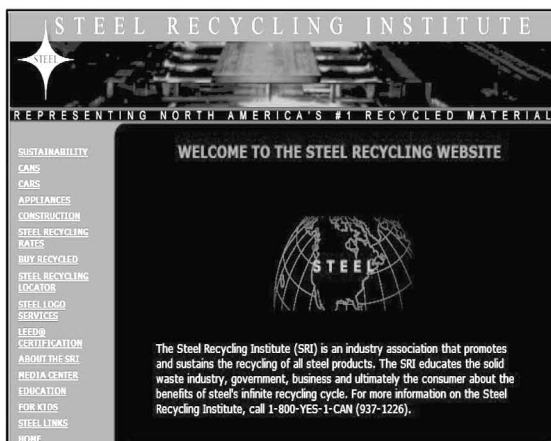 STEEL RECYCLING INSTITUTE
STEEL
REPRESENTING NORTH AMERICA'S #1 RECYCLED MATERIAL
SUSTAINABILITY
CANS
CARS
APPLIANCES
CONSTRUCTION
STEEL RECYCLING
RATES
BUY RECYCLED
STEEL RECYCLING
LOCATOR
STEEL LOGO
SERVICES
LEED®
CERTIFICATION
ABOUT THE SRI
MEDIA CENTER
EDUCATION
FOR KIDS
STEEL LINKS
HOME
WELCOME TO THE STEEL RECYCLING WEBSITE
STEEL
The Steel Recycling Institute (SRI) is an industry association that promotes
and sustains the recycling of all steel products. The SRI educates the solid
waste industry, government, business and ultimately the consumer about the
benefits of steel's infinite recycling cycle. For more information on the Steel
Recycling Institute, call 1-800-YES-1-CAN (937-1226).